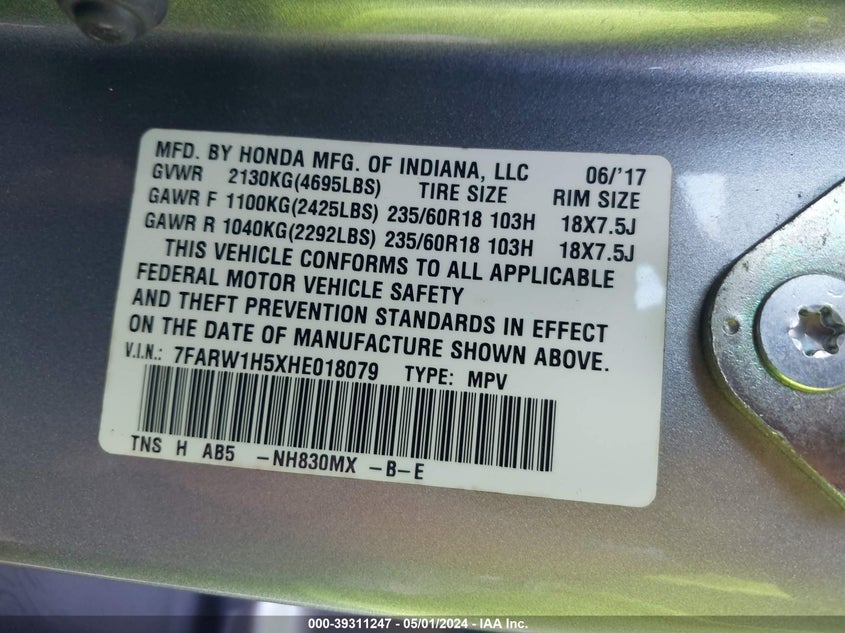 MFD. BY HONDA MFG. OF INDIANA, LLC 06/'17
GVWR 2130KG(4695LBS) TIRE SIZE RIM SIZE
GAWR F 1100KG(2425LBS) 235/60R18 103H 18X7.5J
GAWR R 1040KG(2292LBS) 235/60R18 103H 18X7.5J
THIS VEHICLE CONFORMS TO ALL APPLICABLE
FEDERAL MOTOR VEHICLE SAFETY
AND THEFT PREVENTION STANDARDS IN EFFECT
ON THE DATE OF MANUFACTURE SHOWN ABOVE.
V.I.N.: 7FARW1H5XHE018079 TYPE: MPV
TNS H AB5 -NH830MX -B-E
000-39311247 - 05/01/2024 - IAA Inc.